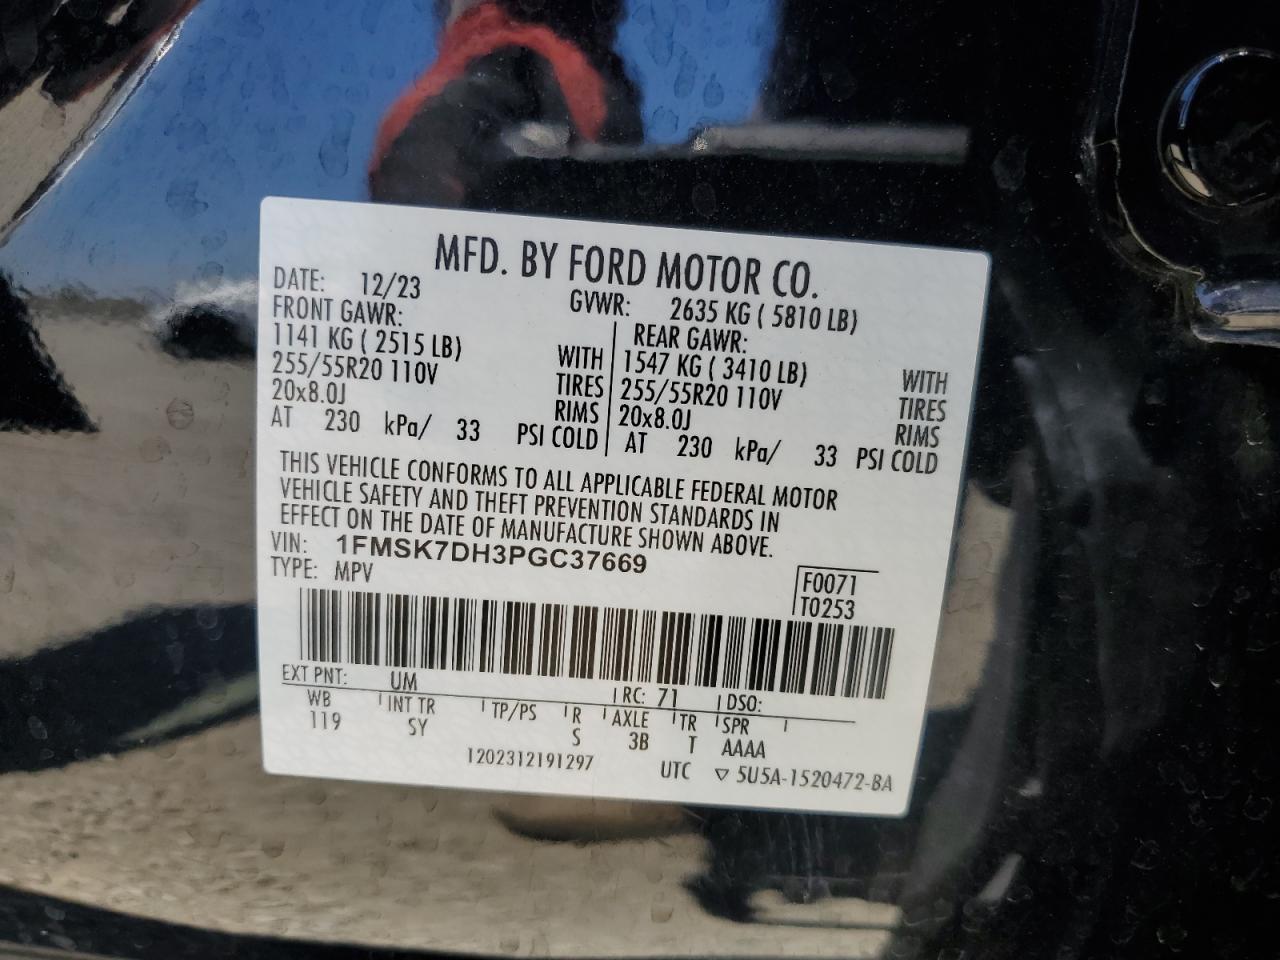 MFD. BY FORD MOTOR CO.
DATE: 12/23 GVWR: 2635 KG ( 5810 LB)
FRONT GAWR: REAR GAWR:
1141 KG ( 2515 LB) WITH 1547 KG ( 3410 LB) WITH
255/55R20 110V TIRES 255/55R20 110V TIRES
20x8.0J RIMS 20x8.0J RIMS
AT 230 kPa/ 33 PSI COLD AT 230 kPa/ 33 PSI COLD
THIS VEHICLE CONFORMS TO ALL APPLICABLE FEDERAL MOTOR
VEHICLE SAFETY AND THEFT PREVENTION STANDARDS IN
EFFECT ON THE DATE OF MANUFACTURE SHOWN ABOVE.
VIN: 1FMSK7DH3PGC37669
TYPE: MPV
F0071
T0253
EXT PNT: UM RC: 71 DSO:
WB INT TR TP/PS R AXLE TR SPR
119 SY S 3B T AAAA
1202312191297 UTC ▽ 5U5A-1520472-BA